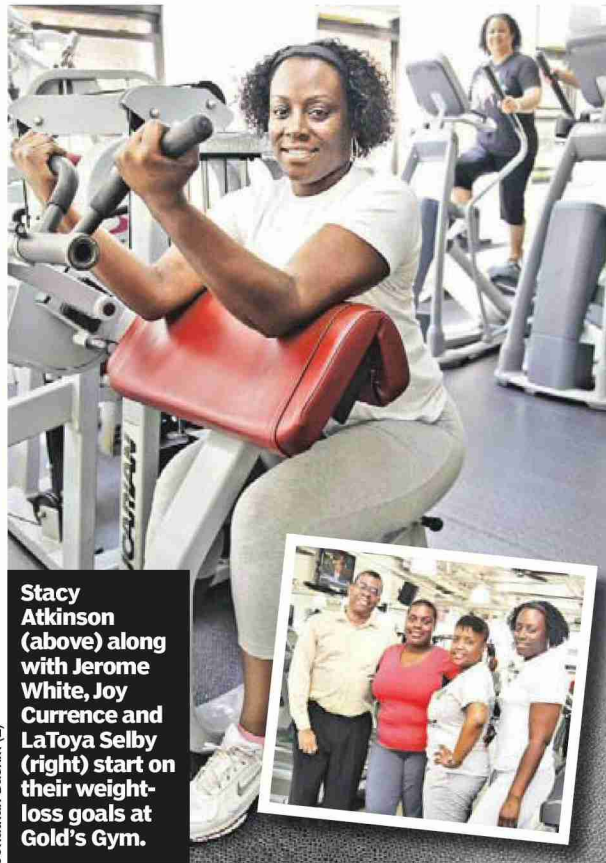 Stacy
Atkinson
(above) along
with Jerome
White, Joy
Currence and
LaToya Selby
(right) start on
their weight-
loss goals at
Gold's Gym.